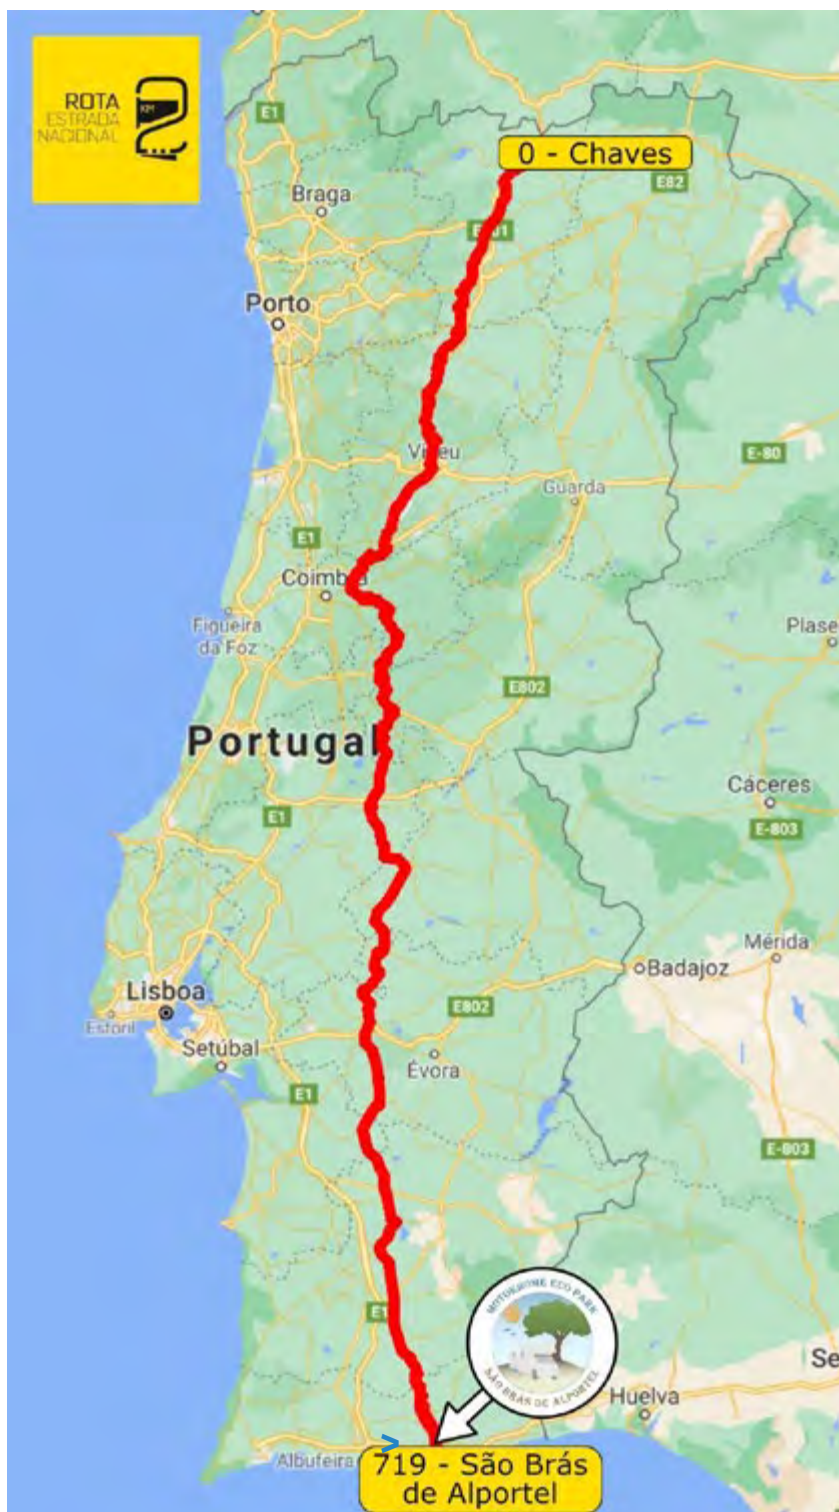 ROTA
ESTRADA
NACIONAL
KM
2
E1
0 - Chaves
E82
Braga
Porto
E-80
Guarda
E1
Coimbra
Figueira
da Foz
Plase
E802
Portugal
Cáceres
E1
E-803
Mérida
Badajoz
Lisboa
Estoril
E802
Setúbal
Évora
E1
E-803
MOTORHOME ECO PARK
SÃO BRÁS DE ALPORTEL
E1
Se
Huelva
>
Albufeira
719 - São Brás
de Alportel